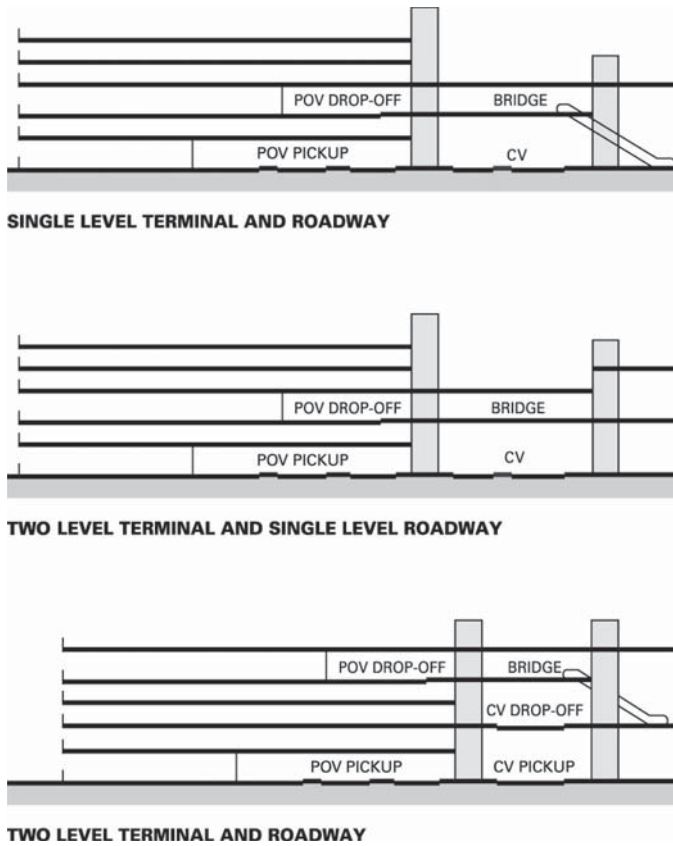 POV DROP-OFF BRIDGE
POV PICKUP CV
SINGLE LEVEL TERMINAL AND ROADWAY
POV DROP-OFF BRIDGE
POV PICKUP CV
TWO LEVEL TERMINAL AND SINGLE LEVEL ROADWAY
POV DROP-OFF BRIDGE
CV DROP-OFF
POV PICKUP CV PICKUP
TWO LEVEL TERMINAL AND ROADWAY